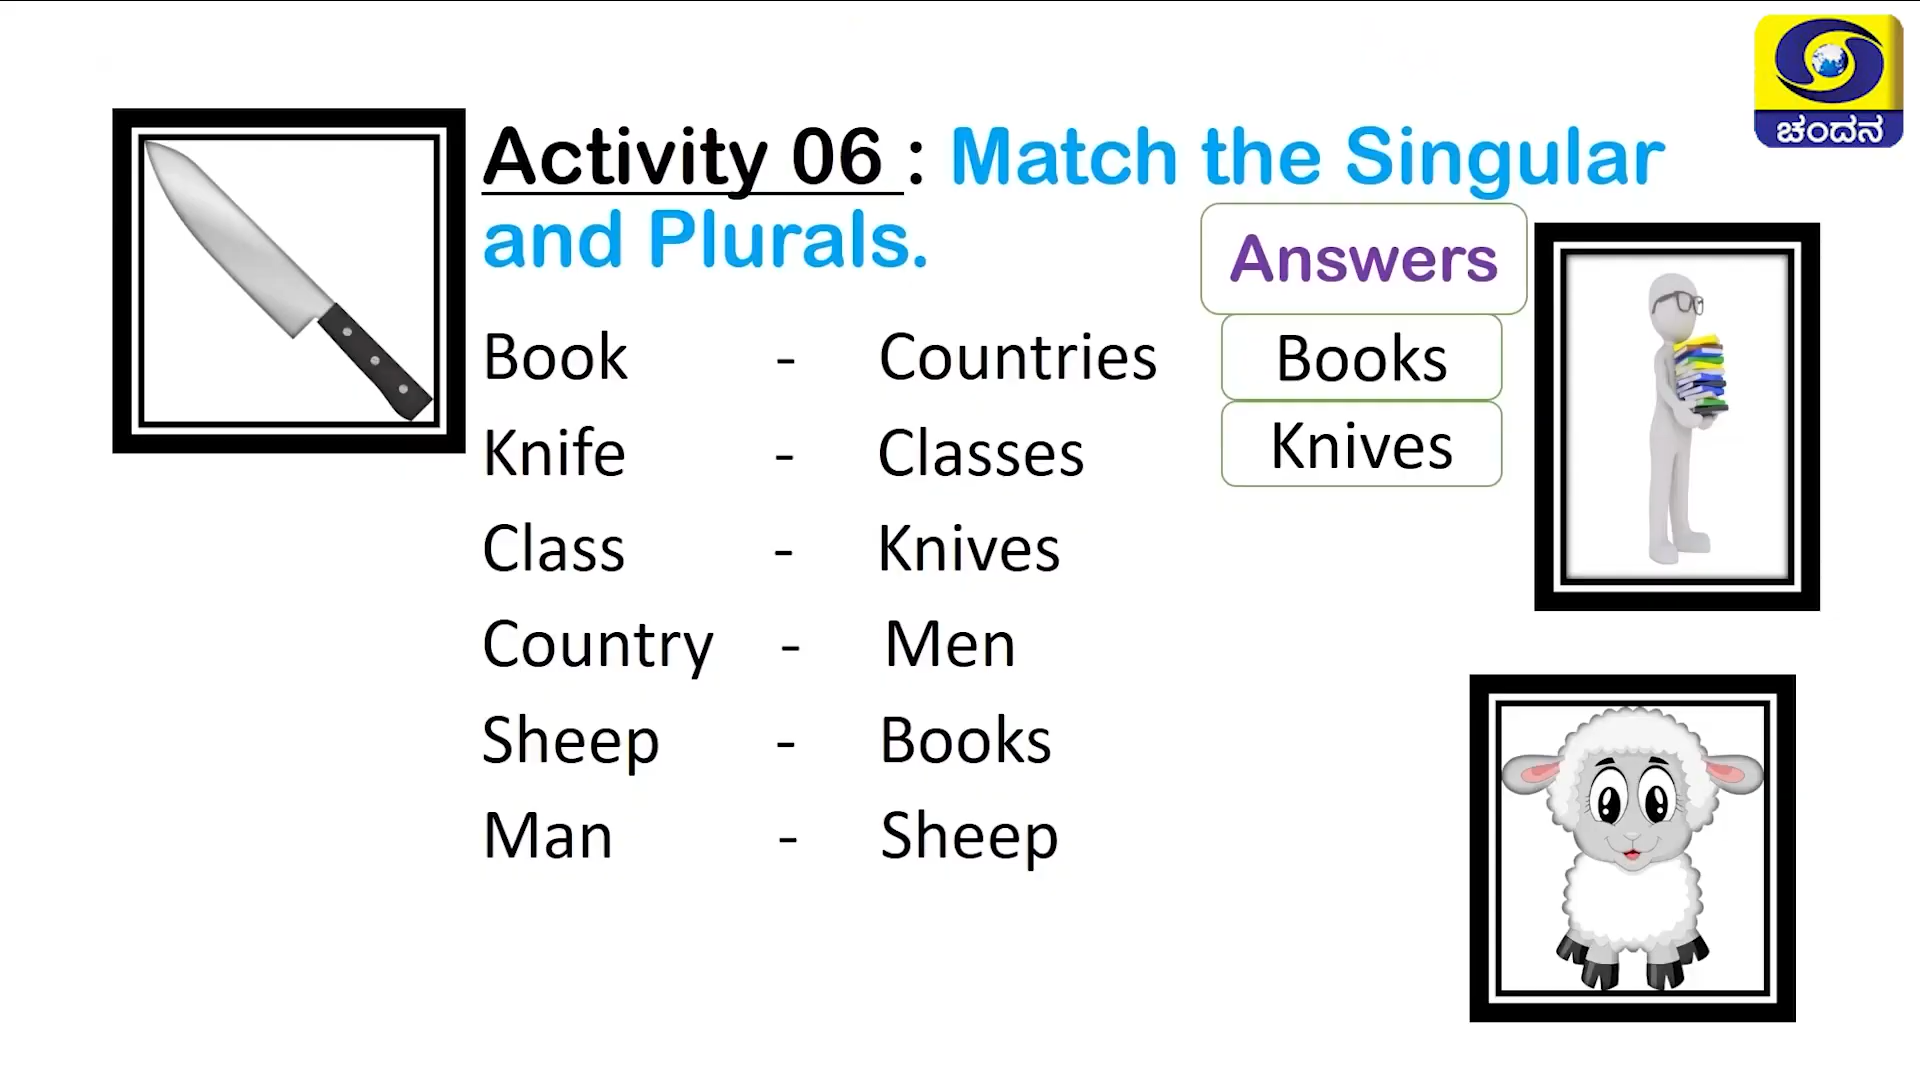 ಚಂದನ
Activity 06 : Match the Singular
and Plurals.
Answers
Book - Countries Books
Knife - Classes Knives
Class - Knives
Country - Men
Sheep - Books
Man - Sheep